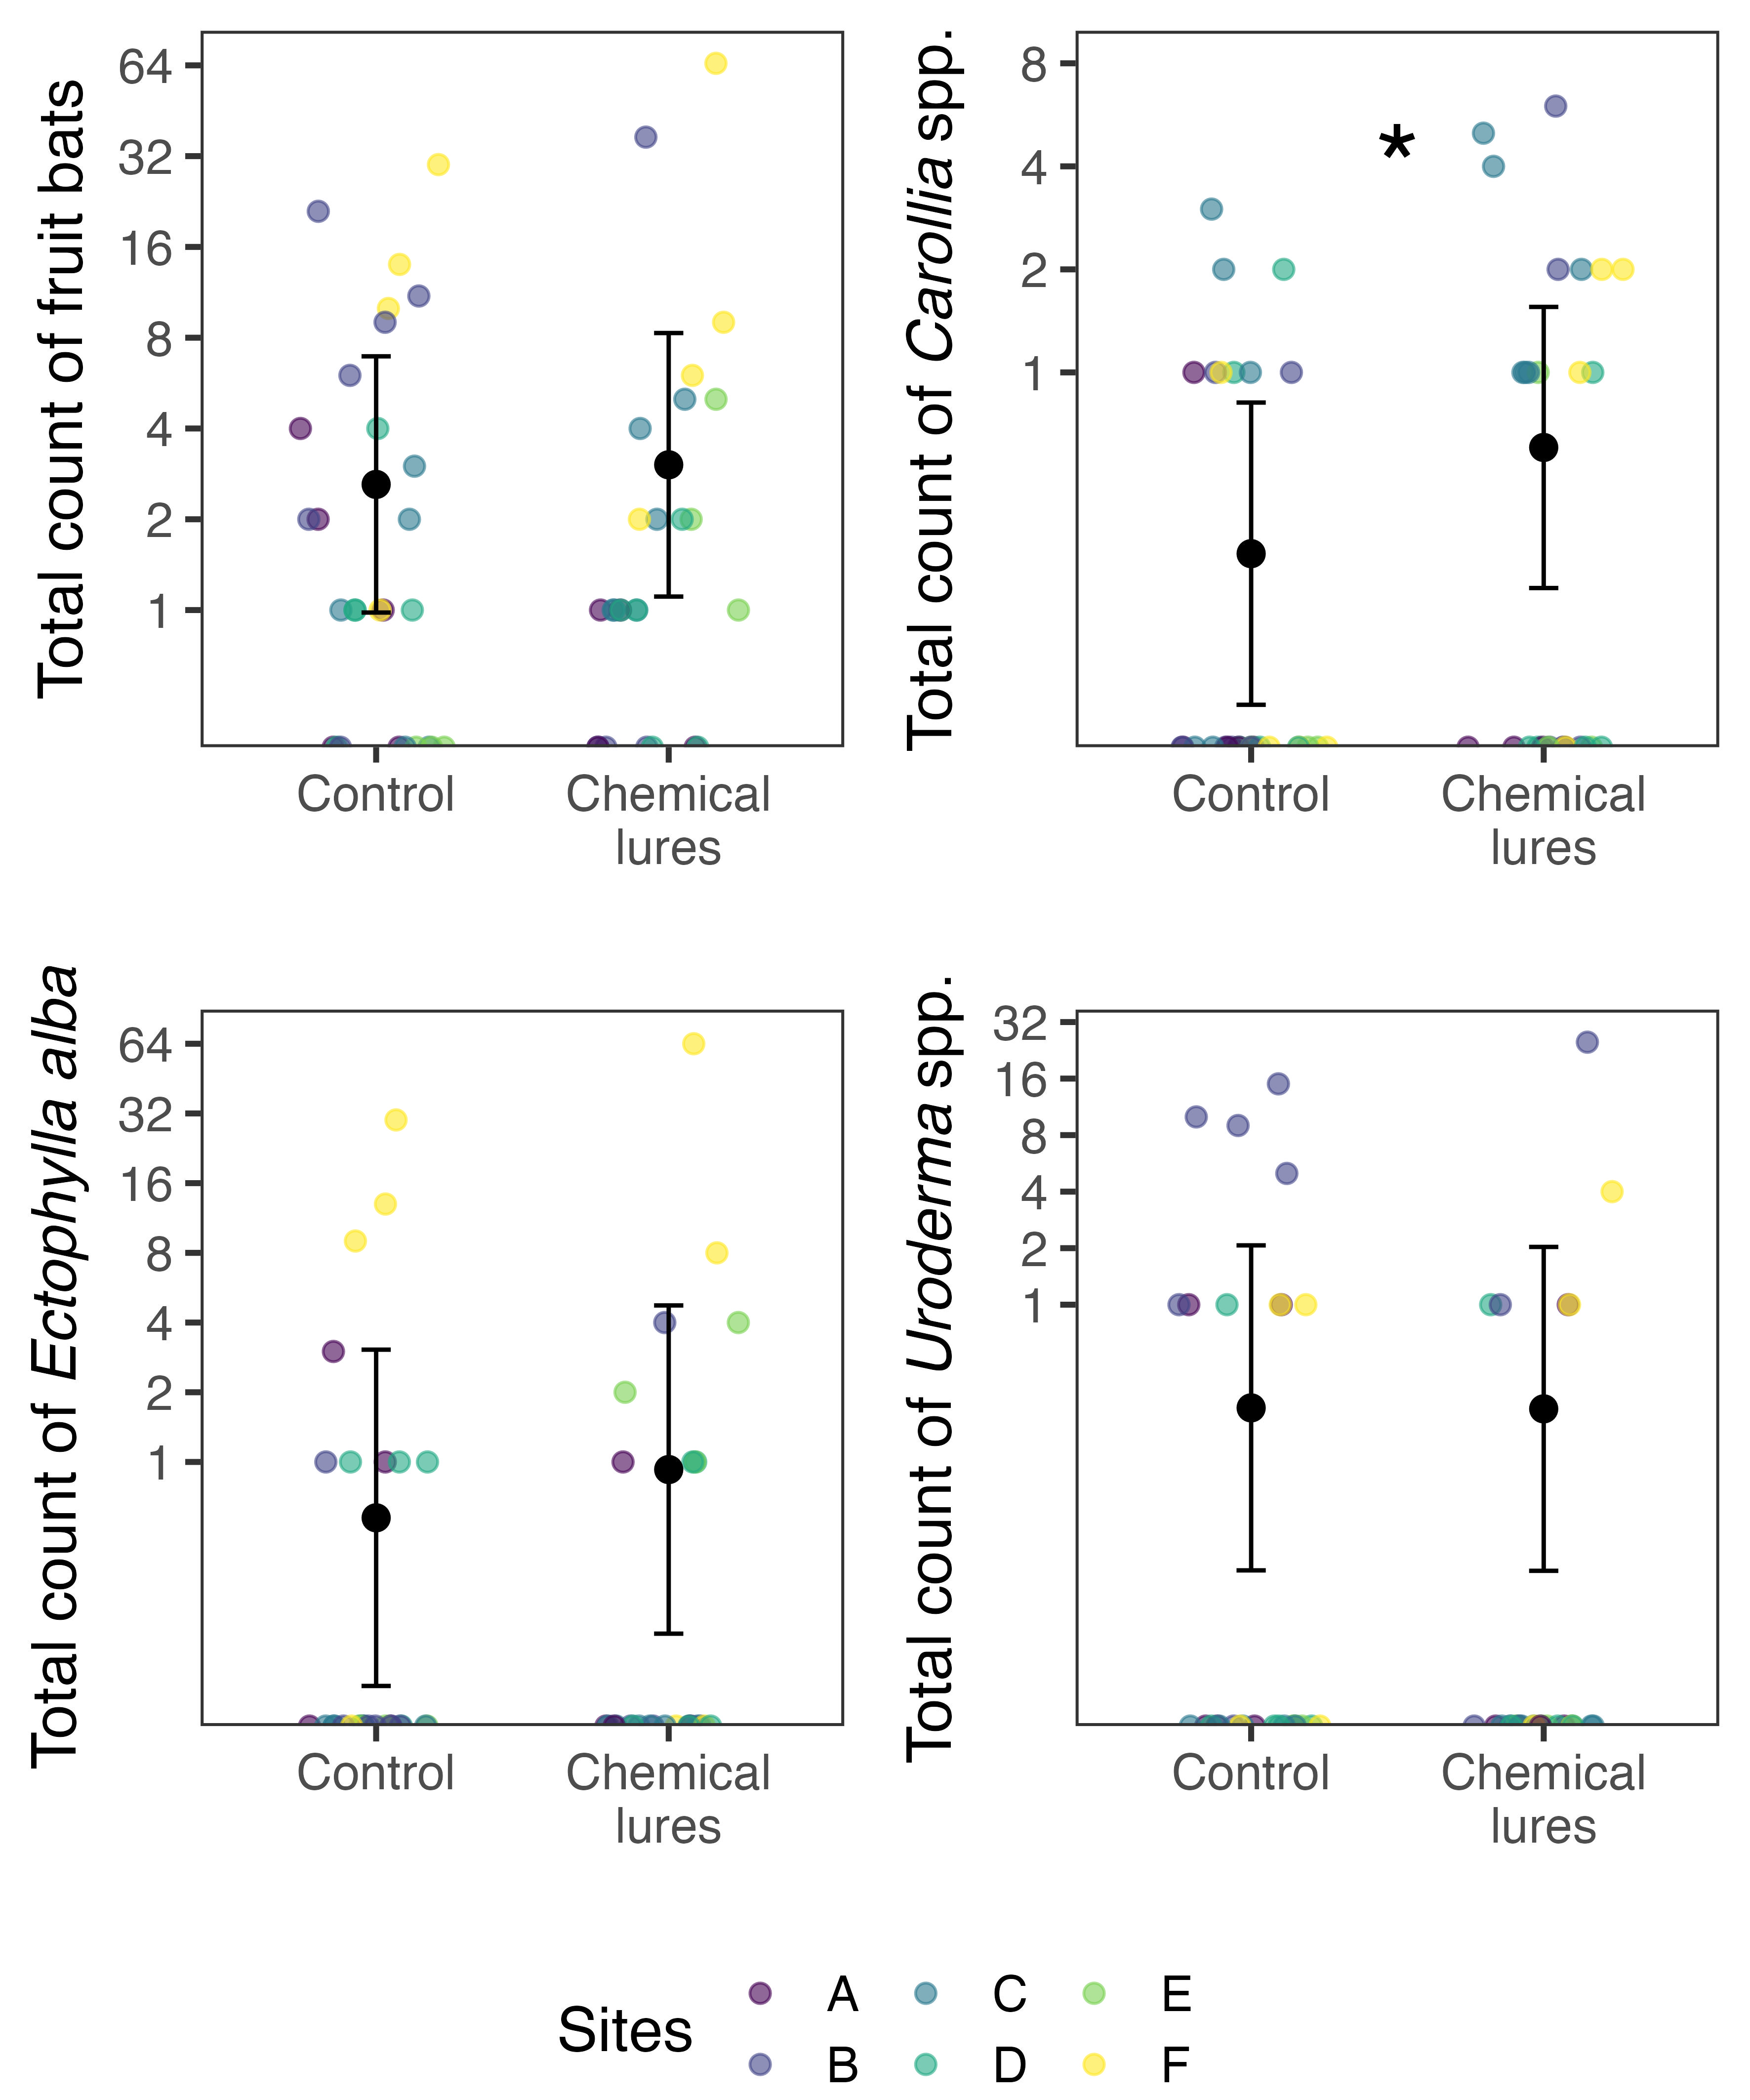 Total count of fruit bats
64
32
16
8
4
2
1
Control
Chemical
lures
Total count of Carollia spp.
8
4
2
1
*
Control
Chemical
lures
Total count of Ectophylla alba
64
32
16
8
4
2
1
Control
Chemical
lures
Total count of Uroderma spp.
32
16
8
4
2
1
Control
Chemical
lures
Sites
A C E
B D F